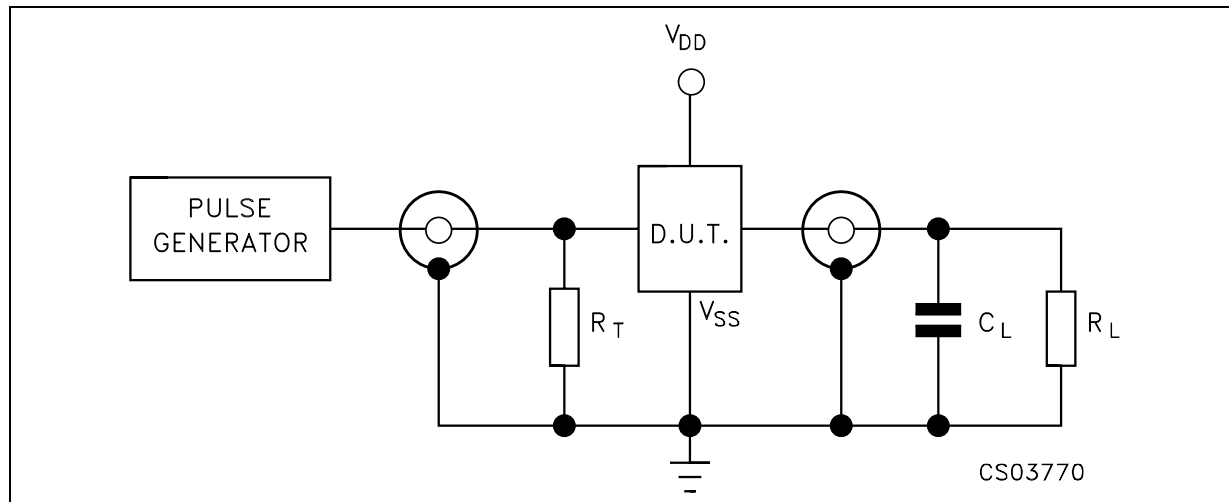 VDD
PULSE
GENERATOR
D.U.T.
VSS
RT
CL
RL
CS03770